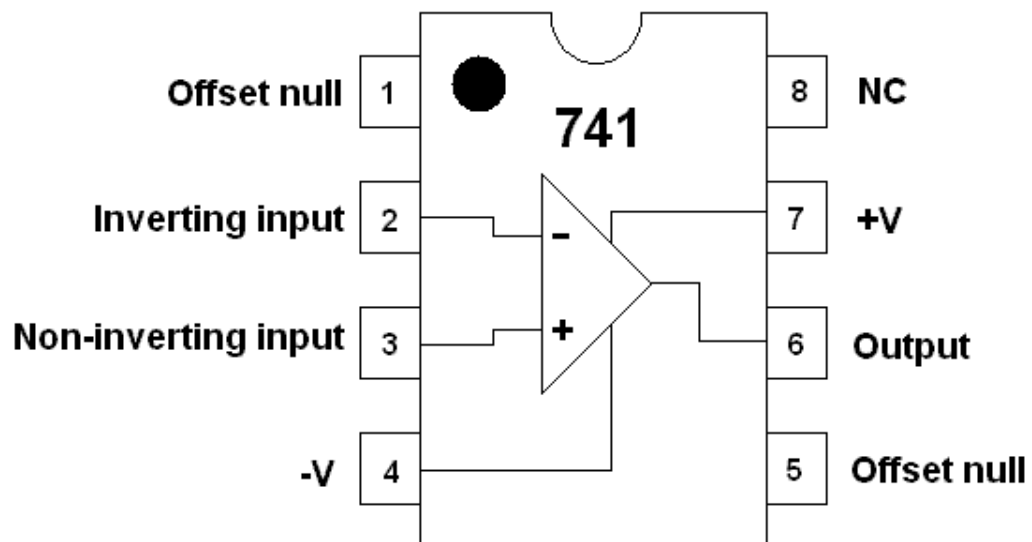 Offset null 1
8 NC
741
Inverting input 2
-
7 +V
Non-inverting input 3
+
6 Output
-V 4
5 Offset null